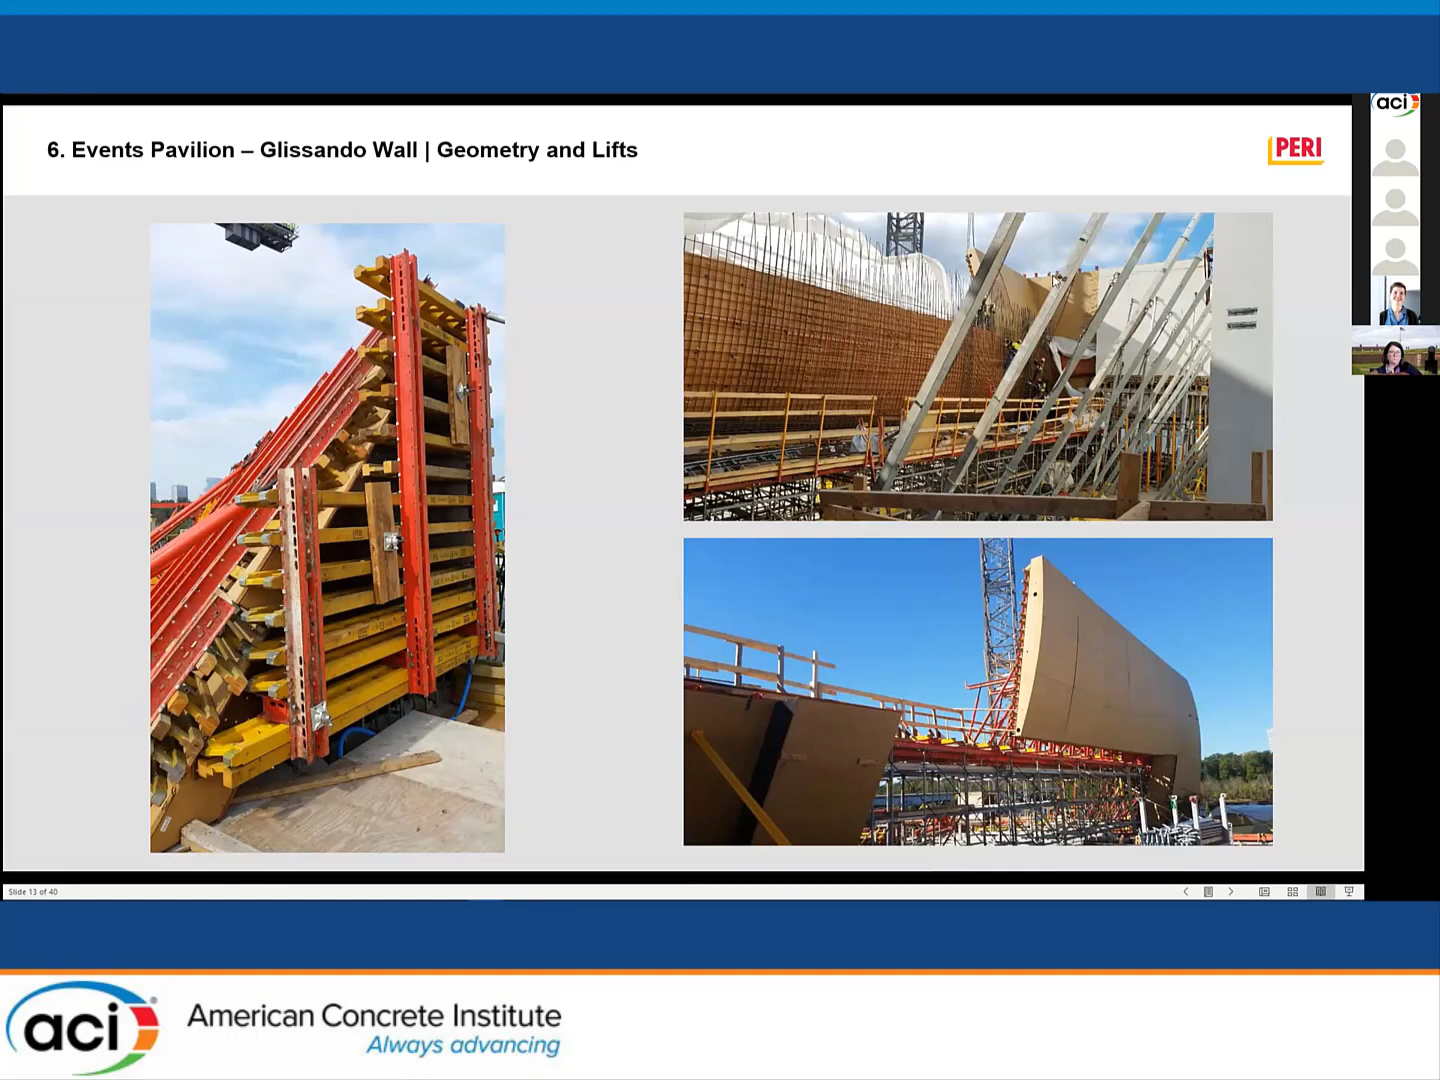 aci
6. Events Pavilion – Glissando Wall | Geometry and Lifts
PERI
Slide 13 of 40
aci®
American Concrete Institute
Always advancing